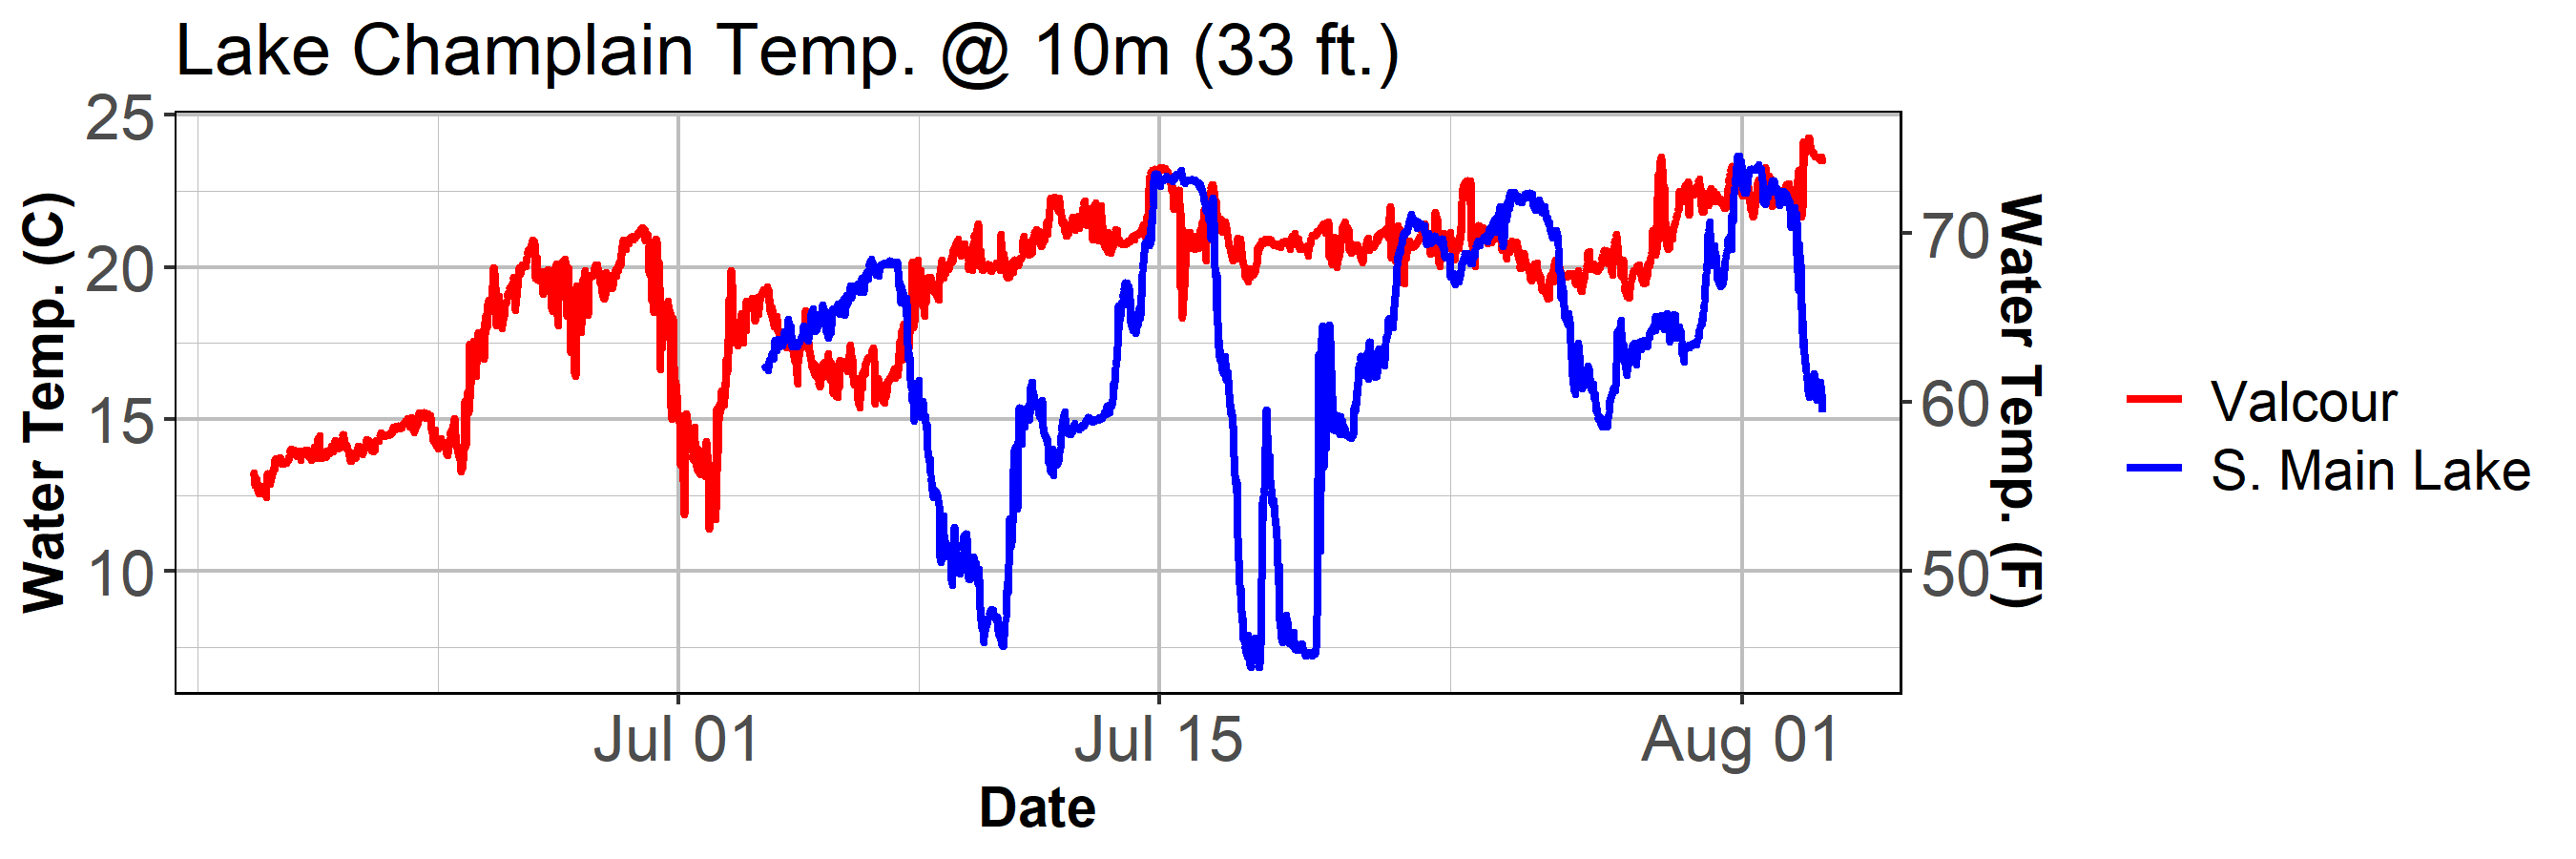 Lake Champlain Temp. @ 10m (33 ft.)
Water Temp. (C)
25
20
15
10
70
60
50
Water Temp. (F)
Jul 01
Jul 15
Aug 01
Date
Valcour
S. Main Lake